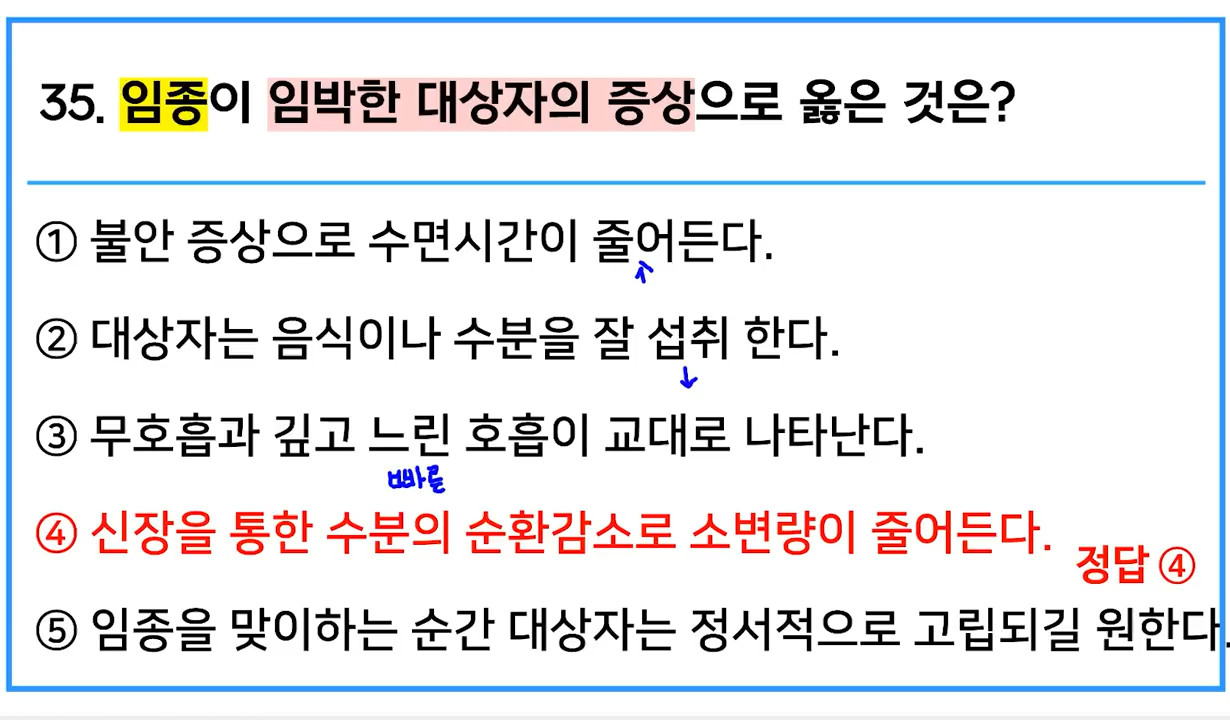 35. 임종이 임박한 대상자의 증상으로 옳은 것은?
① 불안 증상으로 수면시간이 줄어든다.
② 대상자는 음식이나 수분을 잘 섭취 한다.
↓
③ 무호흡과 깊고 느린 호흡이 교대로 나타난다.
빠른
④ 신장을 통한 수분의 순환감소로 소변량이 줄어든다.
정답 ④
⑤ 임종을 맞이하는 순간 대상자는 정서적으로 고립되길 원한다.